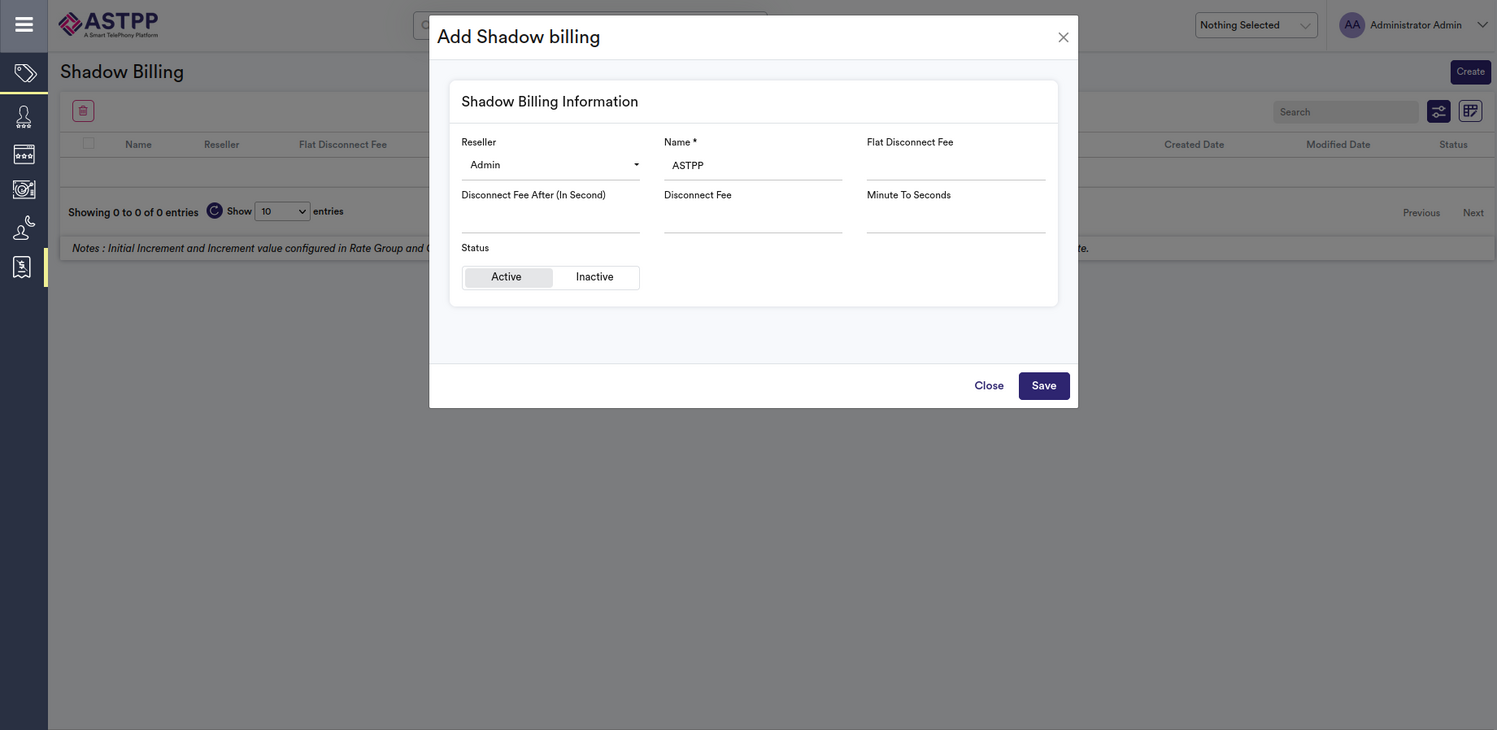 ASTPP
A Smart TelePhony Platform
Nothing Selected
AA Administrator Admin
Add Shadow billing
Shadow Billing
Create
Shadow Billing Information
Search
Name Reseller Flat Disconnect Fee Created Date Modified Date Status
Reseller Name * Flat Disconnect Fee
Admin ASTPP
Disconnect Fee After (In Second) Disconnect Fee Minute To Seconds
Showing 0 to 0 of 0 entries Show 10 entries Previous Next
Status
Notes : Initial Increment and Increment value configured in Rate Group and
Active Inactive
Close Save